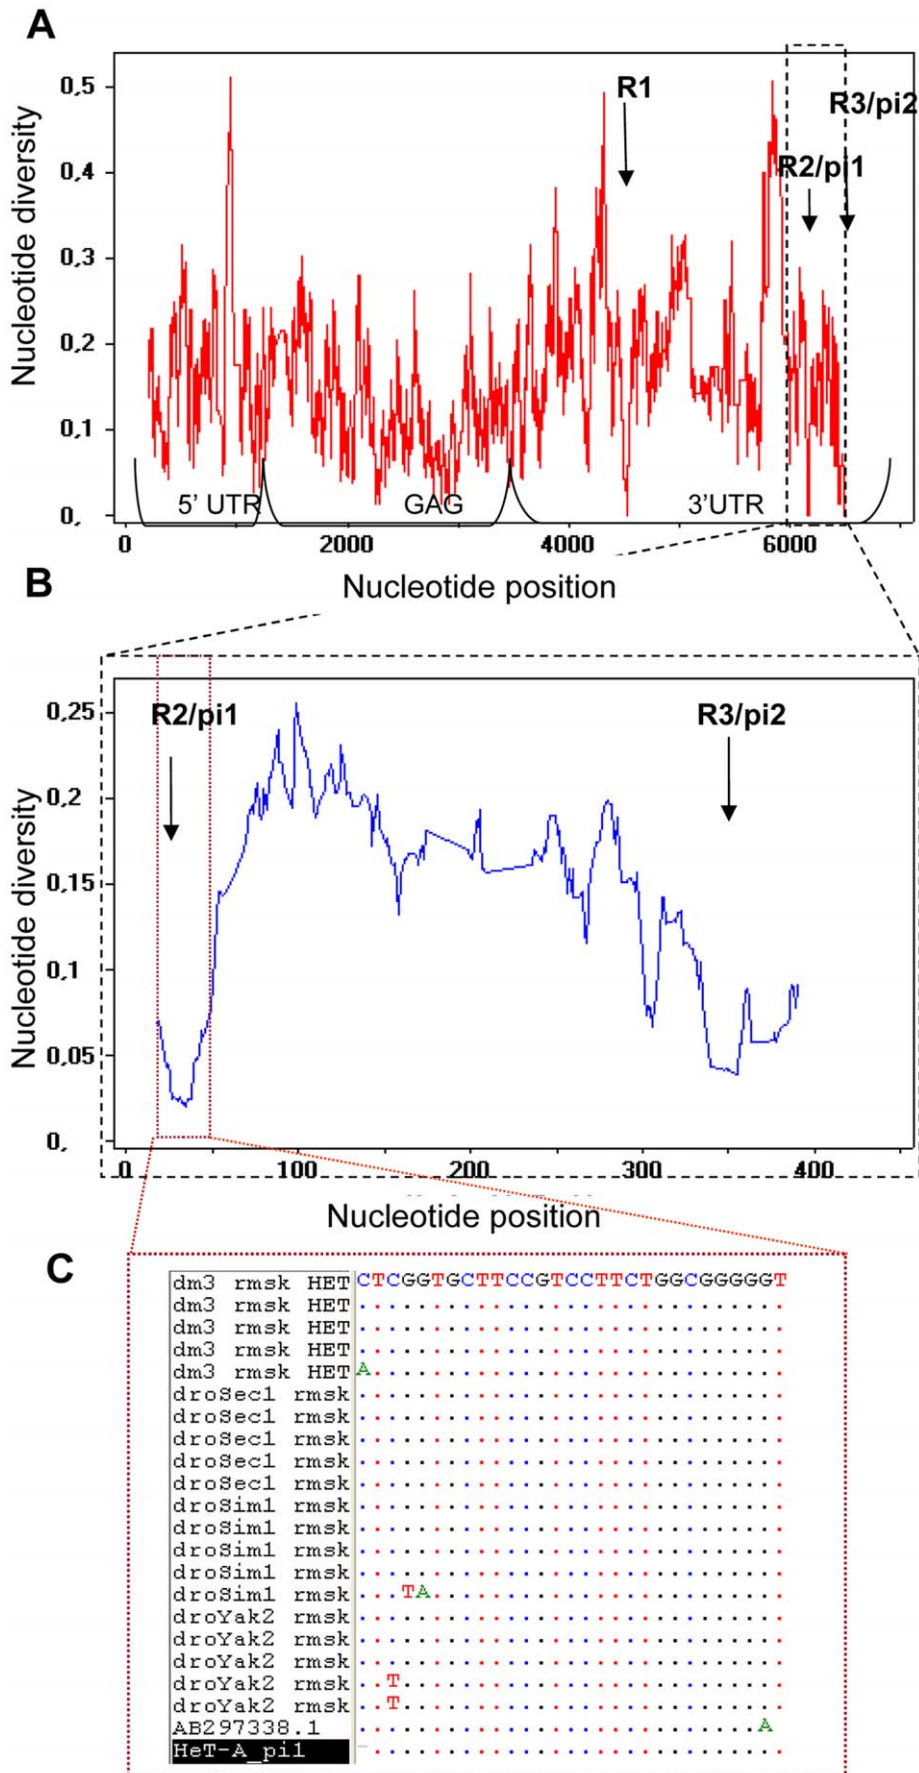 A
Nucleotide diversity
0,5
0,4
0,3
0,2
0,1
0,
R1
R3/pi2
R2/pi1
5' UTR GAG 3'UTR
0 2000 4000 6000
Nucleotide position
B
Nucleotide diversity
0,25
0,2
0,15
0,1
0,05
0,
R2/pi1 R3/pi2
0 100 200 300 400
Nucleotide position
C
dm3 rmsk HET CTCGGTGCTTCCGTCCTTCTGGCGGGGGT
dm3 rmsk HET .............................
dm3 rmsk HET .............................
dm3 rmsk HET .............................
dm3 rmsk HET A............................
droSec1 rmsk .............................
droSec1 rmsk .............................
droSec1 rmsk .............................
droSec1 rmsk .............................
droSec1 rmsk .............................
droSim1 rmsk .............................
droSim1 rmsk .............................
droSim1 rmsk .............................
droSim1 rmsk .............................
droSim1 rmsk ...TA........................
droYak2 rmsk .............................
droYak2 rmsk .............................
droYak2 rmsk .............................
droYak2 rmsk ..T..........................
droYak2 rmsk ..T..........................
AB297338.1 ...........................A.
HeT-A_pi1 -............................